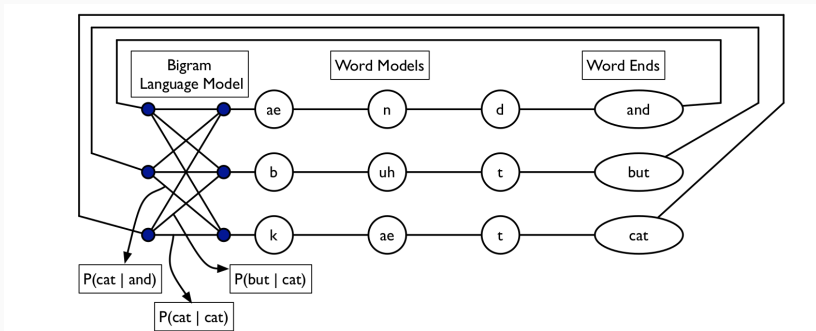 Bigram
Language Model
Word Models
Word Ends
ae
n
d
and
b
uh
t
but
k
ae
t
cat
P(cat | and)
P(but | cat)
P(cat | cat)